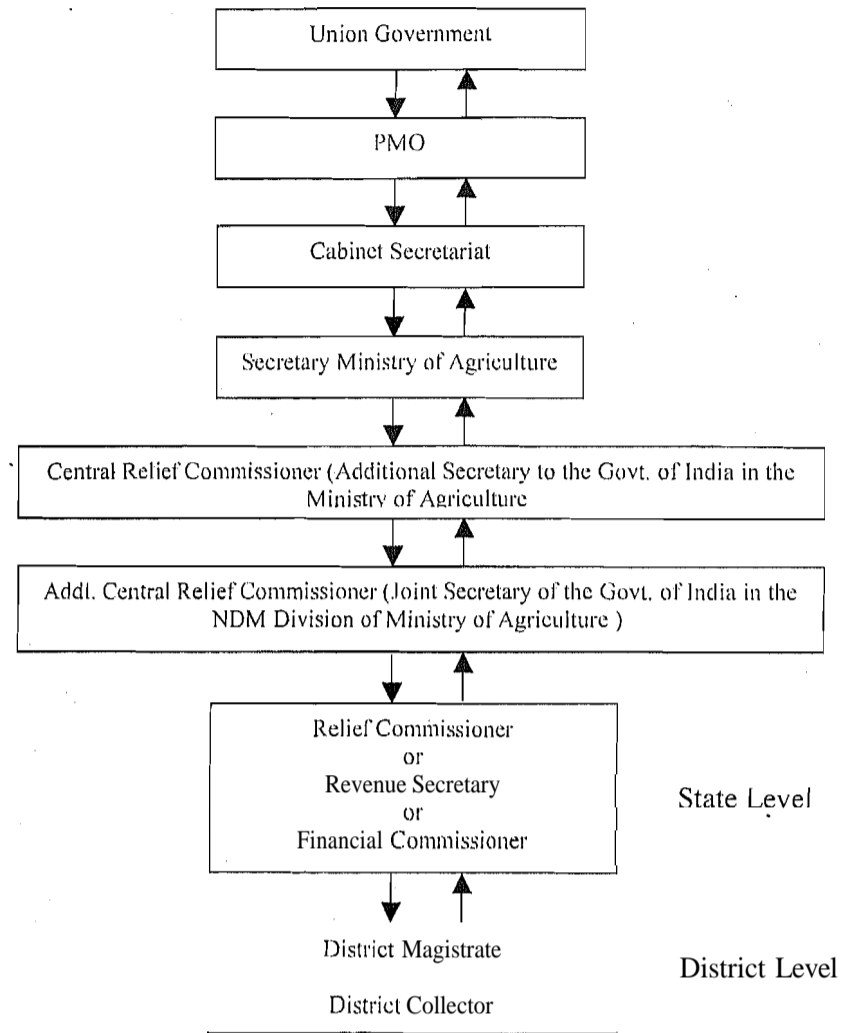 Union Government
PMO
Cabinet Secretariat
Secretary Ministry of Agriculture
Central Relief Commissioner (Additional Secretary to the Govt. of India in the
Ministry of Agriculture
Addl. Central Relief Commissioner (Joint Secretary of the Govt. of India in the
NDM Division of Ministry of Agriculture )
Relief Commissioner
or
Revenue Secretary
or
Financial Commissioner
State Level
District Magistrate
District Level
District Collector